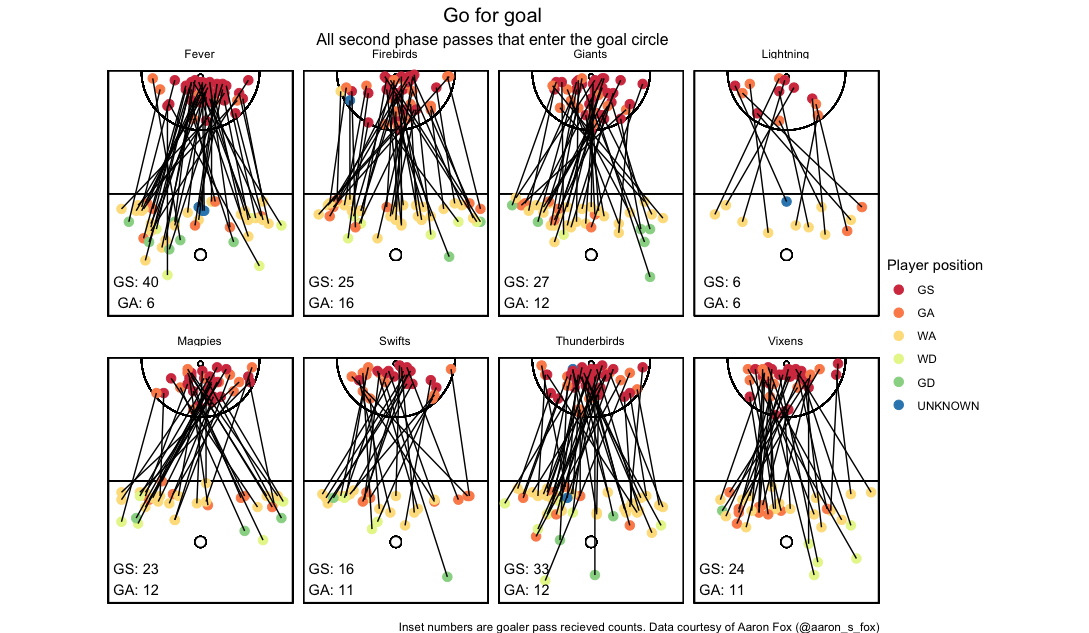 Go for goal
All second phase passes that enter the goal circle
Fever
Firebirds
Giants
Lightning
GS: 40
GA: 6
GS: 25
GA: 16
GS: 27
GA: 12
GS: 6
GA: 6
Magpies
Swifts
Thunderbirds
Vixens
GS: 23
GA: 12
GS: 16
GA: 11
GS: 33
GA: 12
GS: 24
GA: 11
Player position
GS
GA
WA
WD
GD
UNKNOWN
Inset numbers are goaler pass recieved counts. Data courtesy of Aaron Fox (@aaron_s_fox)